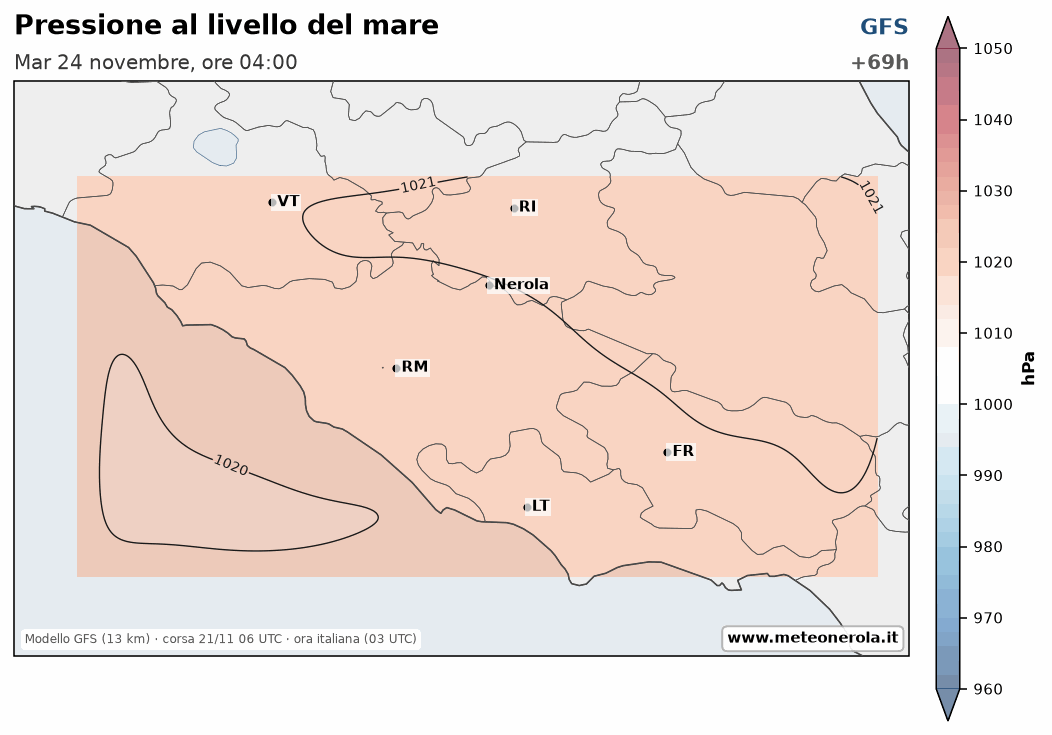 Pressione al livello del mare
GFS
Mar 24 novembre, ore 04:00
+69h
1021
1021
VT
RI
Nerola
RM
1020
FR
LT
Modello GFS (13 km) · corsa 21/11 06 UTC · ora italiana (03 UTC)
www.meteonerola.it
1050
1040
1030
1020
1010
1000
990
980
970
960
hPa